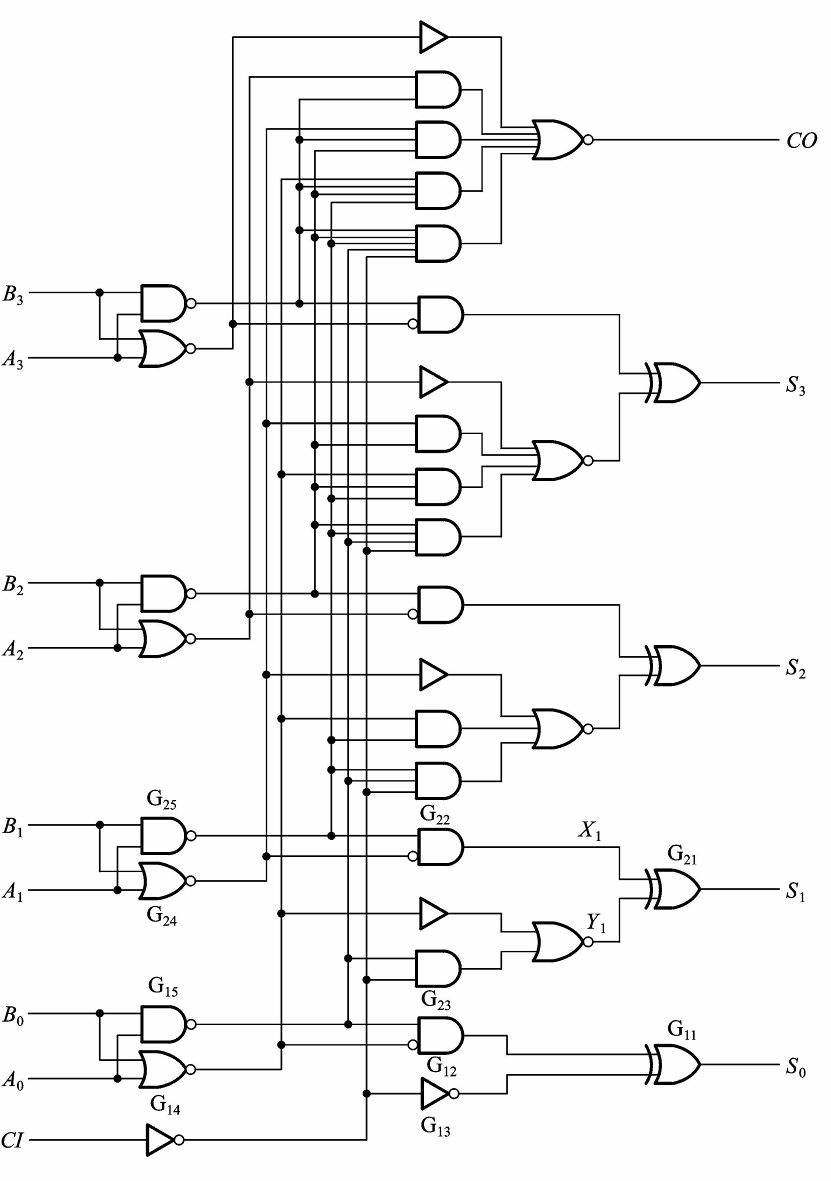 CO
B₃
A₃
S₃
B₂
A₂
S₂
G₂₅
G₂₂
B₁
X₁
G₂₁
A₁
S₁
G₂₄
Y₁
G₁₅
G₂₃
B₀
G₁₁
G₁₂
A₀
S₀
G₁₄
G₁₃
CI